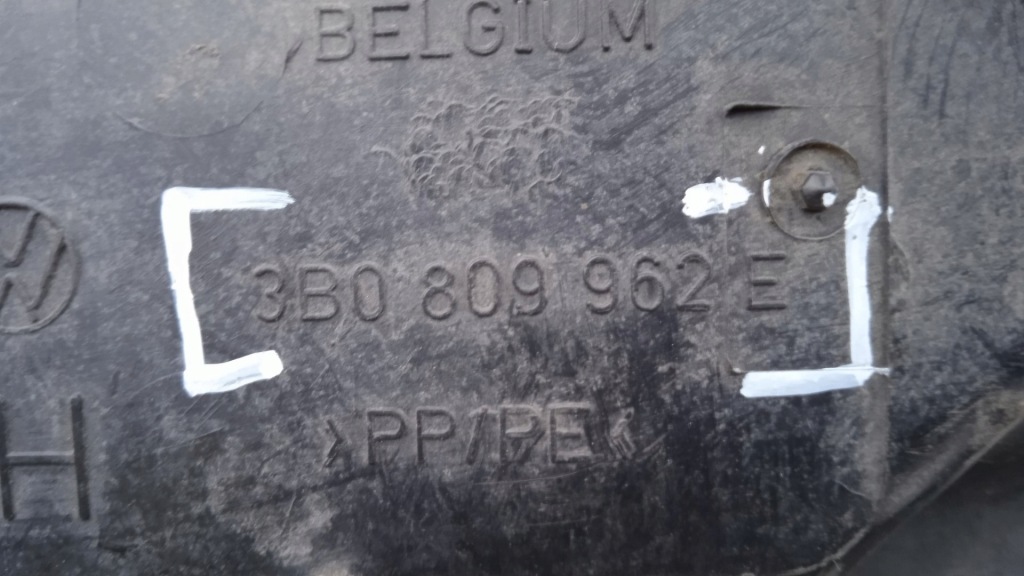 BELGIUM
3B0 809 962 E
H
>PP/PE<